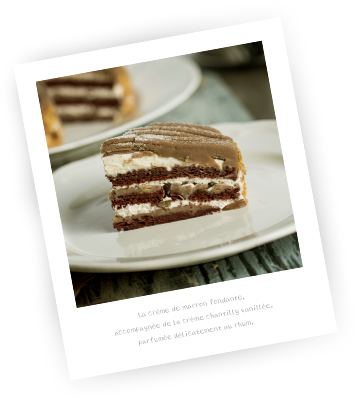 La crème de marron fondante,
accompagnée de la crème chantilly vanillée,
parfumée délicatement au rhum.